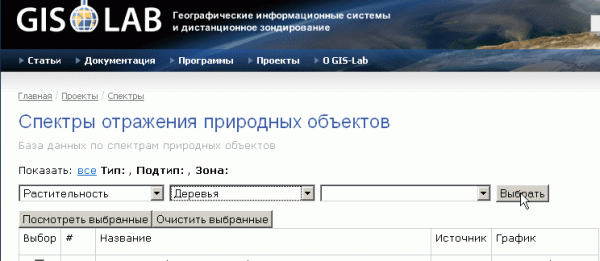 GIS LAB
Географические информационные системы
и дистанционное зондирование
Статьи Документация Программы Проекты О GIS-Lab
Главная / Проекты / Спектры
Спектры отражения природных объектов
База данных по спектрам природных объектов
Показать: все Тип: , Подтип: , Зона:
Растительность Деревья Выбрать
Посмотреть выбранные Очистить выбранные
Выбор # Название Источник График